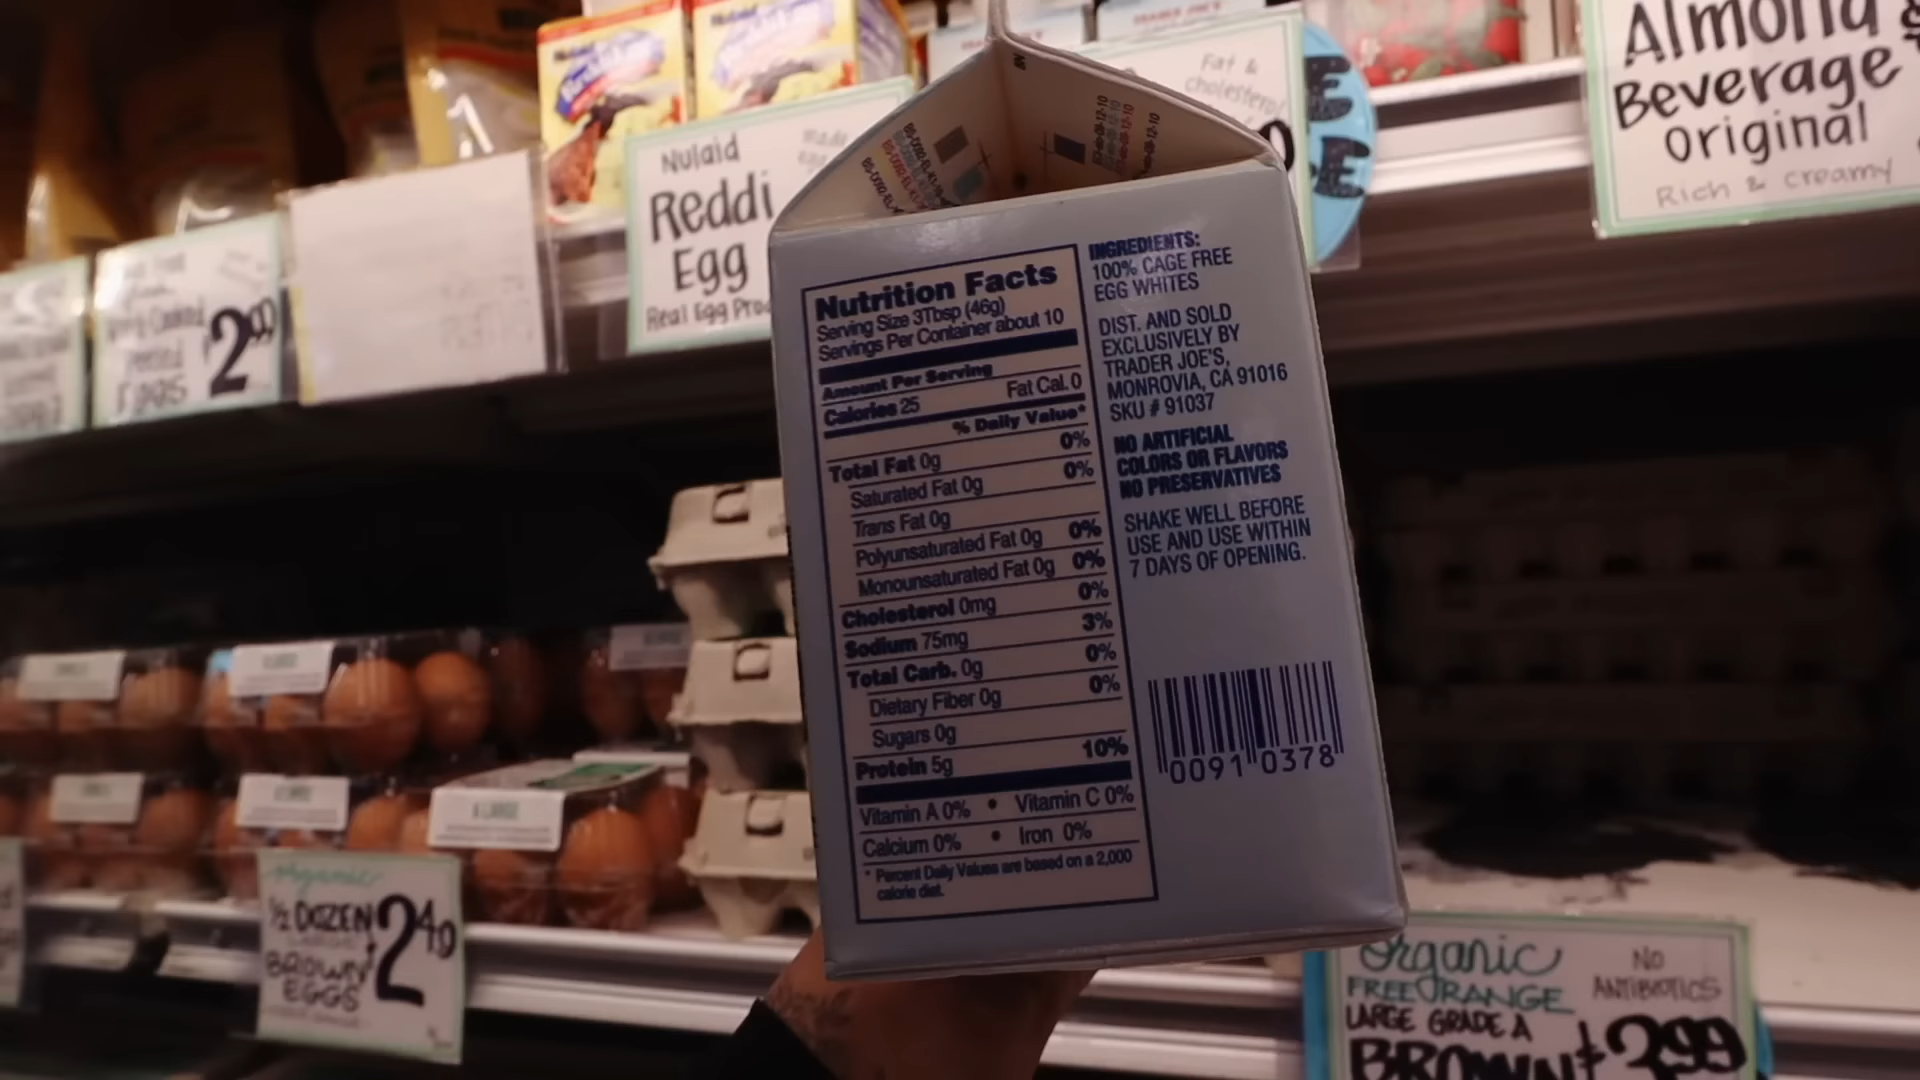 Almond &
Beverage
Original
Rich & creamy
Fat &
cholesterol
Nulaid
made
Reddi
Egg
Real Egg Pro
2.99
INGREDIENTS:
100% CAGE FREE
EGG WHITES
DIST. AND SOLD
EXCLUSIVELY BY
TRADER JOE'S,
MONROVIA, CA 91016
SKU # 91037
NO ARTIFICIAL
COLORS OR FLAVORS
NO PRESERVATIVES
SHAKE WELL BEFORE
USE AND USE WITHIN
7 DAYS OF OPENING.
0091 0378
Nutrition Facts
Serving Size 3Tbsp (46g)
Servings Per Container about 10
Amount Per Serving
Calories 25 Fat Cal. 0
% Daily Value*
Total Fat 0g 0%
Saturated Fat 0g 0%
Trans Fat 0g
Polyunsaturated Fat 0g 0%
Monounsaturated Fat 0g 0%
Cholesterol 0mg 0%
Sodium 75mg 3%
Total Carb. 0g 0%
Dietary Fiber 0g 0%
Sugars 0g
Protein 5g 10%
Vitamin A 0% • Vitamin C 0%
Calcium 0% • Iron 0%
* Percent Daily Values are based on a 2,000
calorie diet.
organic
½ DOZEN
BROWN
EGGS
$2.49
Organic
FREE RANGE
NO
ANTIBIOTICS
LARGE GRADE A
BROWN $3.99